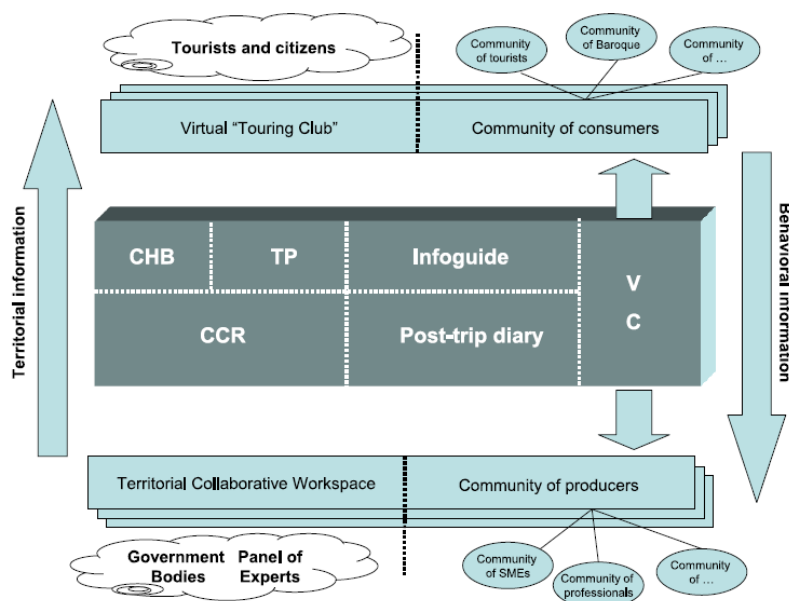 Tourists and citizens
Community
of tourists
Community
of Baroque
Community
of ...
Virtual "Touring Club"
Community of consumers
Territorial information
Behavioral information
CHB
TP
Infoguide
V
C
CCR
Post-trip diary
Territorial Collaborative Workspace
Community of producers
Government Panel of
Bodies Experts
Community
of SMEs
Community of
professionals
Community
of ...